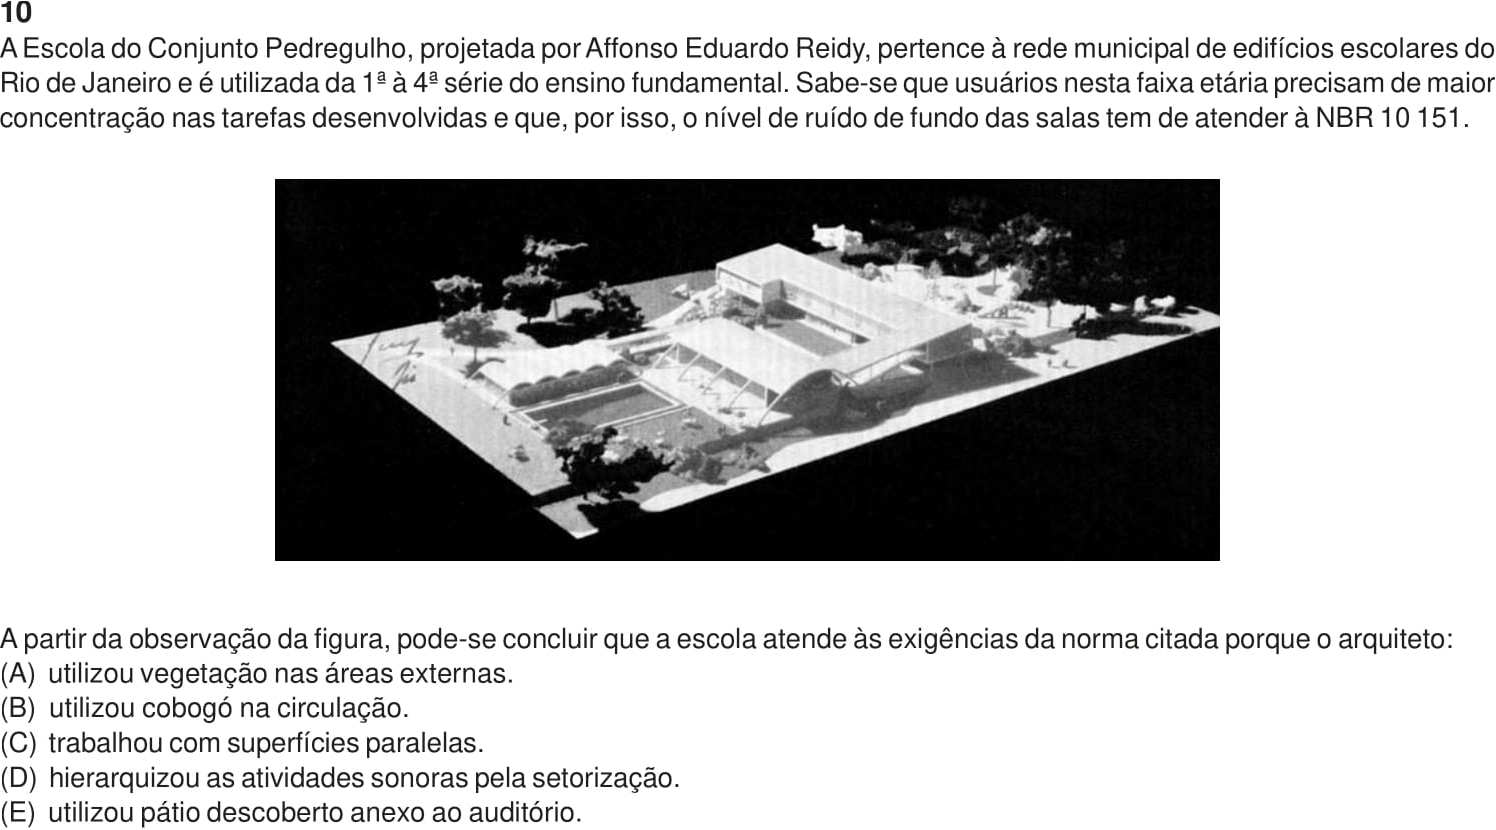 10
A Escola do Conjunto Pedregulho, projetada por Affonso Eduardo Reidy, pertence à rede municipal de edifícios escolares do
Rio de Janeiro e é utilizada da 1ª à 4ª série do ensino fundamental. Sabe-se que usuários nesta faixa etária precisam de maior
concentração nas tarefas desenvolvidas e que, por isso, o nível de ruído de fundo das salas tem de atender à NBR 10 151.
A partir da observação da figura, pode-se concluir que a escola atende às exigências da norma citada porque o arquiteto:
(A) utilizou vegetação nas áreas externas.
(B) utilizou cobogó na circulação.
(C) trabalhou com superfícies paralelas.
(D) hierarquizou as atividades sonoras pela setorização.
(E) utilizou pátio descoberto anexo ao auditório.